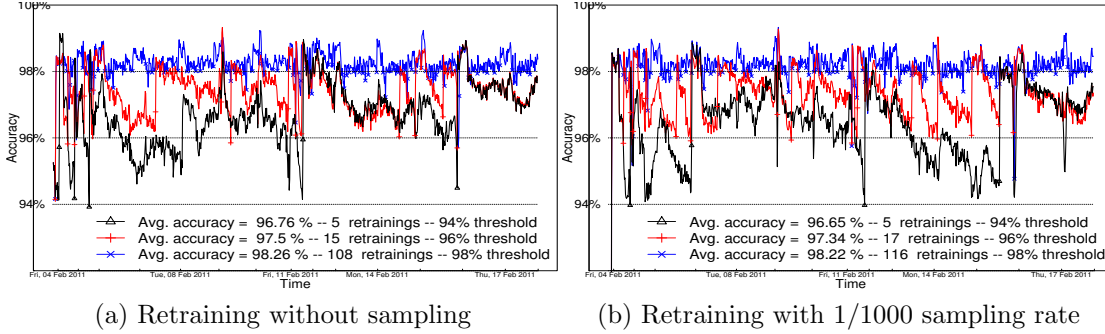 100%
98%
96%
94%
Accuracy
Avg. accuracy = 96.76 % -- 5 retrainings -- 94% threshold
Avg. accuracy = 97.5 % -- 15 retrainings -- 96% threshold
Avg. accuracy = 98.26 % -- 108 retrainings -- 98% threshold
Fri, 04 Feb 2011 Tue, 08 Feb 2011 Fri, 11 Feb 2011 Mon, 14 Feb 2011 Thu, 17 Feb 2011
Time
(a) Retraining without sampling
100%
98%
96%
94%
Accuracy
Avg. accuracy = 96.65 % -- 5 retrainings -- 94% threshold
Avg. accuracy = 97.34 % -- 17 retrainings -- 96% threshold
Avg. accuracy = 98.22 % -- 116 retrainings -- 98% threshold
Fri, 04 Feb 2011 Tue, 08 Feb 2011 Fri, 11 Feb 2011 Mon, 14 Feb 2011 Thu, 17 Feb 2011
Time
(b) Retraining with 1/1000 sampling rate